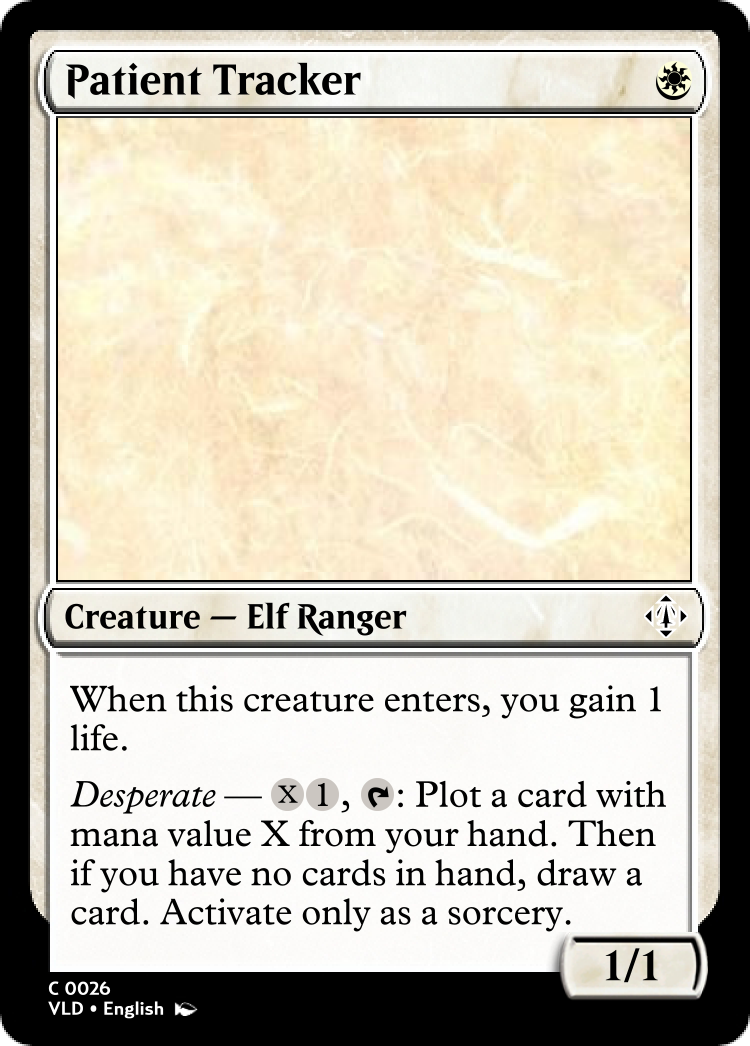 Patient Tracker
Creature — Elf Ranger
When this creature enters, you gain 1
life.
Desperate — X 1, : Plot a card with
mana value X from your hand. Then
if you have no cards in hand, draw a
card. Activate only as a sorcery.
1/1
C 0026
VLD • English